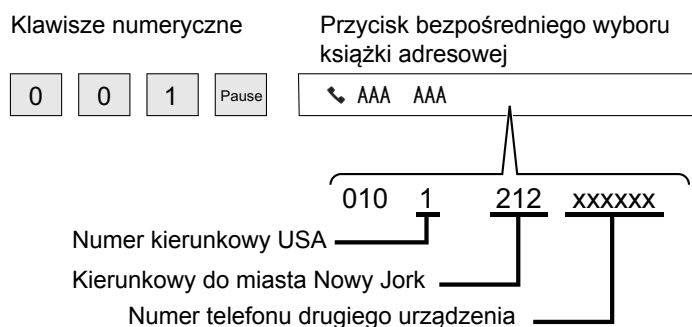 Klawisze numeryczne
Przycisk bezpośredniego wyboru
książki adresowej
0 0 1 Pause
AAA AAA
010 1 212 xxxxxx
Numer kierunkowy USA
Kierunkowy do miasta Nowy Jork
Numer telefonu drugiego urządzenia